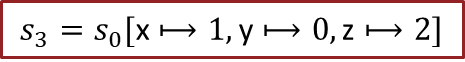 s₃ = s₀[x ↦ 1, y ↦ 0, z ↦ 2]